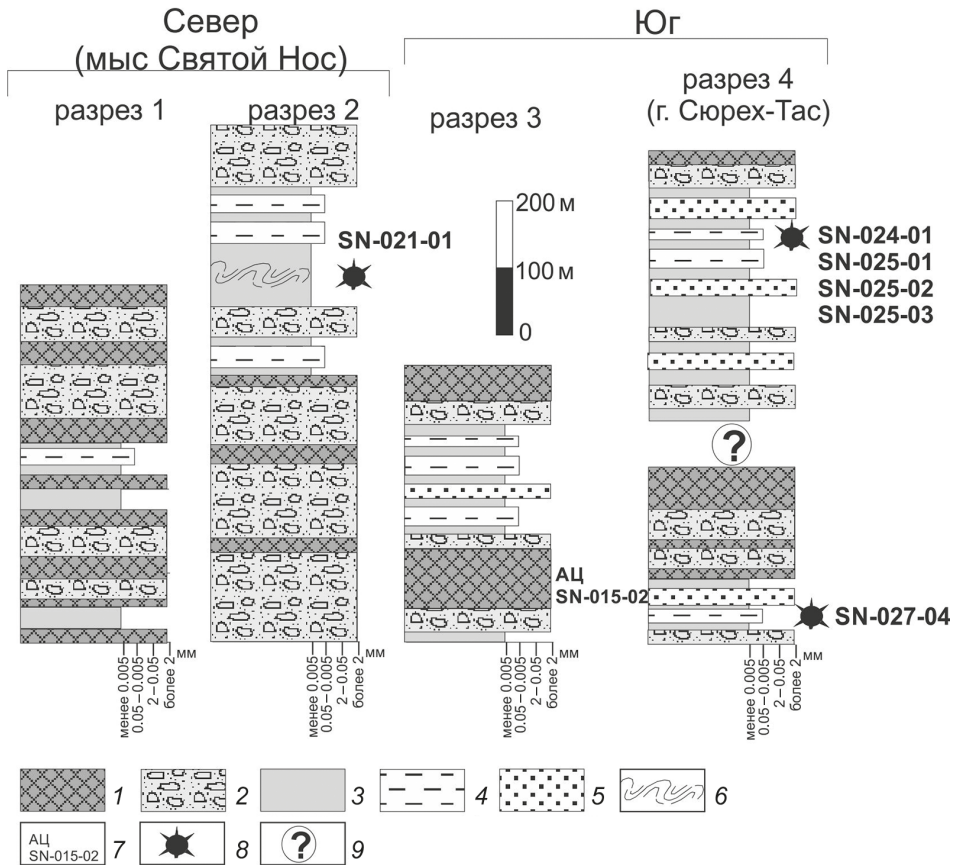 Север
(мыс Святой Нос)
Юг
разрез 1
разрез 2
разрез 3
разрез 4
(г. Сюрех-Тас)
200 м
100 м
0
SN-021-01
SN-024-01
SN-025-01
SN-025-02
SN-025-03
?
АЦ
SN-015-02
SN-027-04
мм
менее 0.005
0.05–0.005
2–0.05
более 2
мм
менее 0.005
0.05–0.005
2–0.05
более 2
мм
менее 0.005
0.05–0.005
2–0.05
более 2
мм
менее 0.005
0.05–0.005
2–0.05
более 2
1
2
3
4
5
6
АЦ
SN-015-02
7
8
?
9